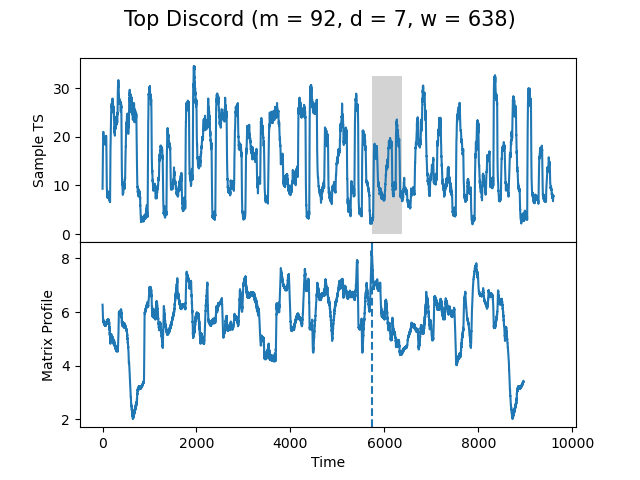 Top Discord (m = 92, d = 7, w = 638)
30
20
10
0
Sample TS
8
6
4
2
Matrix Profile
0 2000 4000 6000 8000 10000
Time